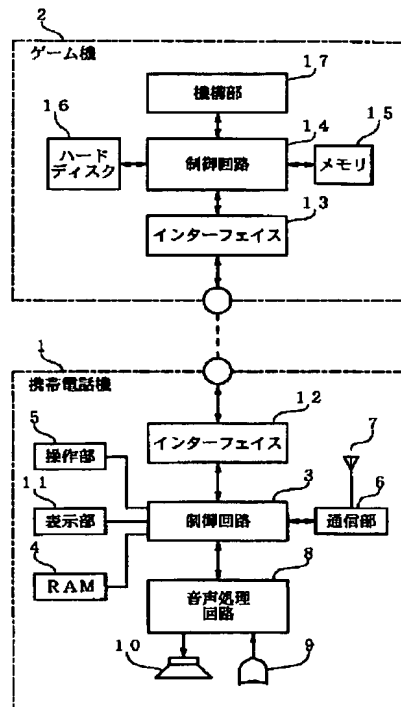 2
ゲーム機
17
機構部
16
ハード
ディスク
14
制御回路
15
メモリ
13
インターフェイス
1
携帯電話機
12
インターフェイス
5
操作部
3
制御回路
7
6
通信部
11
表示部
4
RAM
8
音声処理
回路
10
9